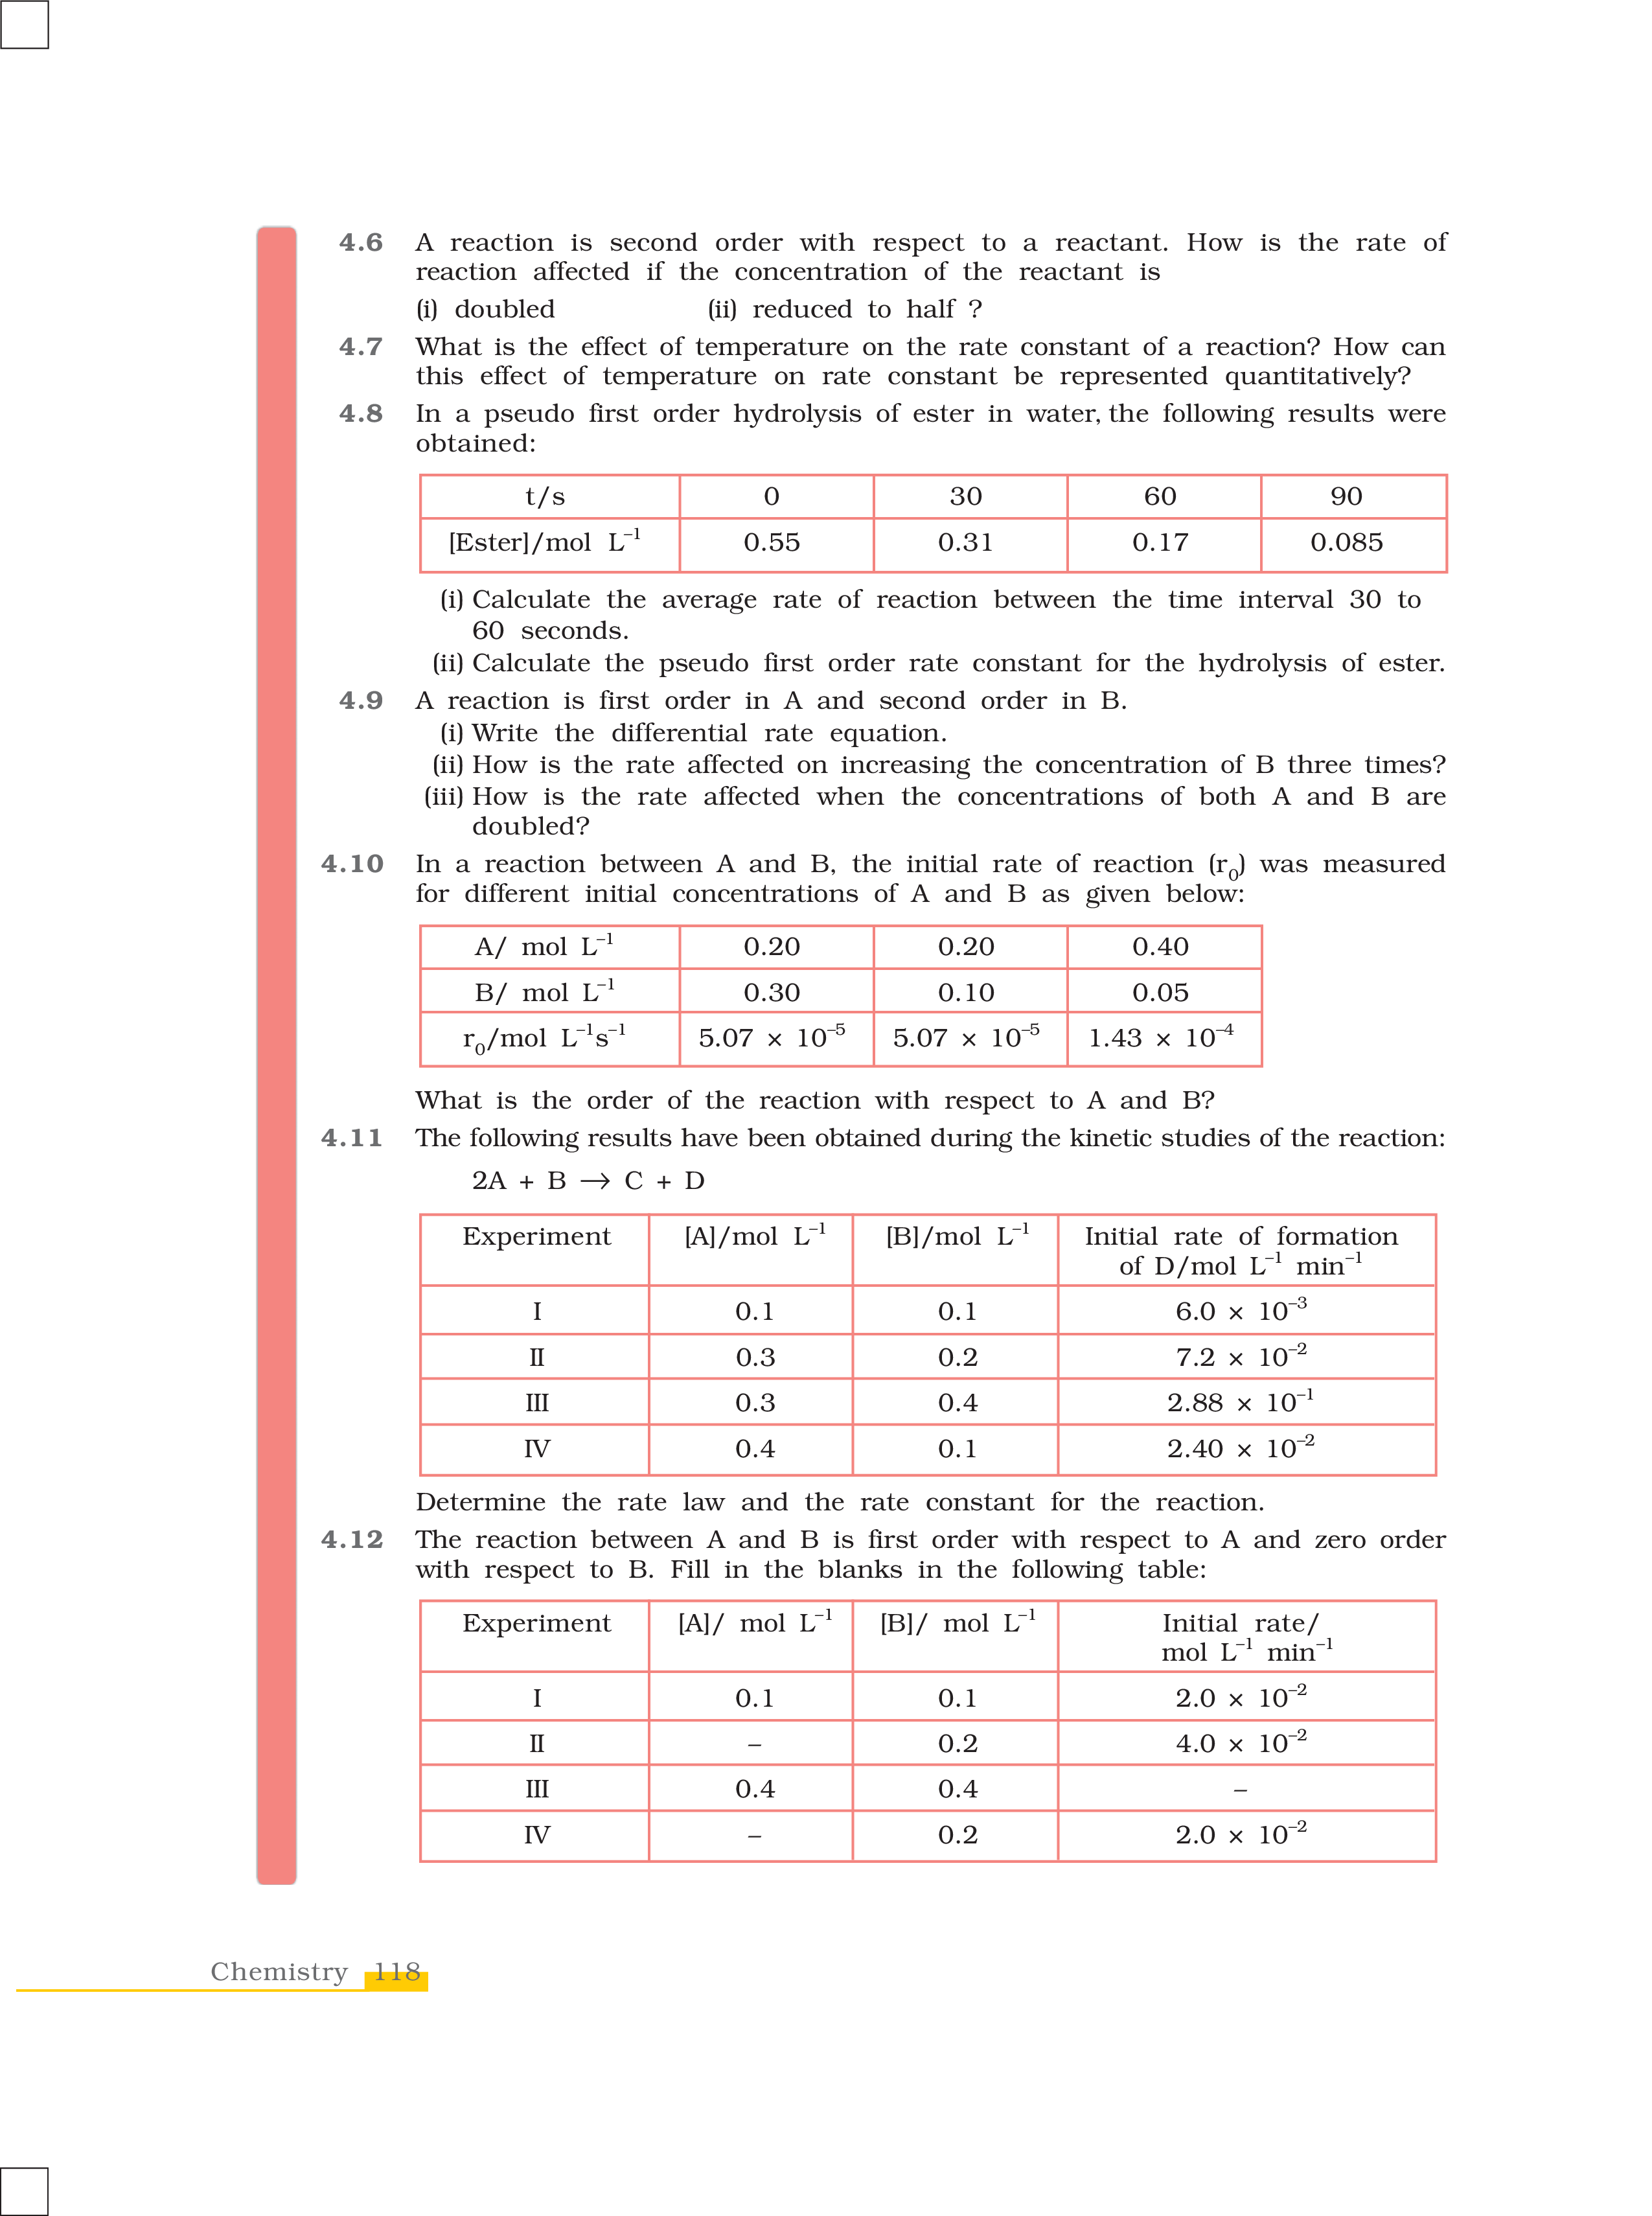 4.6 A reaction is second order with respect to a reactant. How is the rate of
reaction affected if the concentration of the reactant is
(i) doubled (ii) reduced to half ?
4.7 What is the effect of temperature on the rate constant of a reaction? How can
this effect of temperature on rate constant be represented quantitatively?
4.8 In a pseudo first order hydrolysis of ester in water, the following results were
obtained:
t/s 0 30 60 90
[Ester]/mol L⁻¹ 0.55 0.31 0.17 0.085
(i) Calculate the average rate of reaction between the time interval 30 to
60 seconds.
(ii) Calculate the pseudo first order rate constant for the hydrolysis of ester.
4.9 A reaction is first order in A and second order in B.
(i) Write the differential rate equation.
(ii) How is the rate affected on increasing the concentration of B three times?
(iii) How is the rate affected when the concentrations of both A and B are
doubled?
4.10 In a reaction between A and B, the initial rate of reaction (r₀) was measured
for different initial concentrations of A and B as given below:
A/ mol L⁻¹ 0.20 0.20 0.40
B/ mol L⁻¹ 0.30 0.10 0.05
r₀/mol L⁻¹s⁻¹ 5.07 × 10⁻⁵ 5.07 × 10⁻⁵ 1.43 × 10⁻⁴
What is the order of the reaction with respect to A and B?
4.11 The following results have been obtained during the kinetic studies of the reaction:
2A + B → C + D
Experiment [A]/mol L⁻¹ [B]/mol L⁻¹ Initial rate of formation
of D/mol L⁻¹ min⁻¹
I 0.1 0.1 6.0 × 10⁻³
II 0.3 0.2 7.2 × 10⁻²
III 0.3 0.4 2.88 × 10⁻¹
IV 0.4 0.1 2.40 × 10⁻²
Determine the rate law and the rate constant for the reaction.
4.12 The reaction between A and B is first order with respect to A and zero order
with respect to B. Fill in the blanks in the following table:
Experiment [A]/ mol L⁻¹ [B]/ mol L⁻¹ Initial rate/
mol L⁻¹ min⁻¹
I 0.1 0.1 2.0 × 10⁻²
II – 0.2 4.0 × 10⁻²
III 0.4 0.4 –
IV – 0.2 2.0 × 10⁻²
Chemistry 118